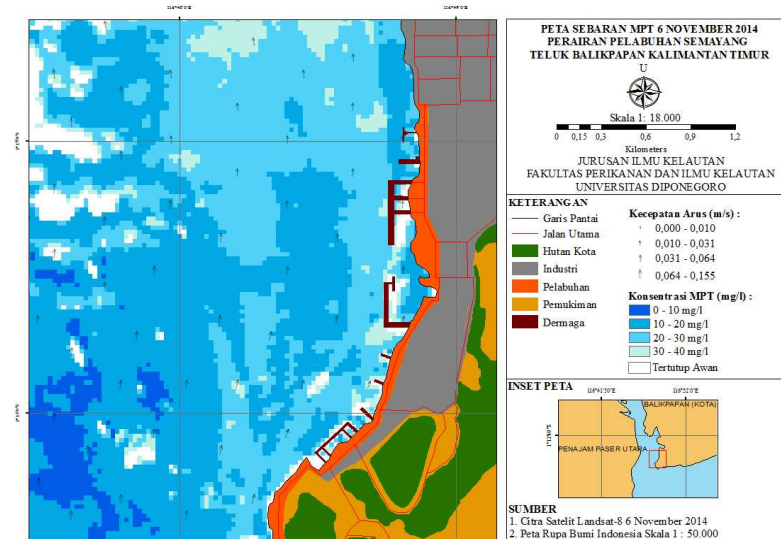 PETA SEBARAN MPT 6 NOVEMBER 2014
PERAIRAN PELABUHAN SEMAYANG
TELUK BALIKPAPAN KALIMANTAN TIMUR
U
Skala 1: 18.000
0 0,15 0,3 0,6 0,9 1,2
Kilometers
JURUSAN ILMU KELAUTAN
FAKULTAS PERIKANAN DAN ILMU KELAUTAN
UNIVERSITAS DIPONEGORO
KETERANGAN
Garis Pantai
Jalan Utama
Hutan Kota
Industri
Pelabuhan
Pemukiman
Dermaga
Kecepatan Arus (m/s) :
0,000 - 0,010
0,010 - 0,031
0,031 - 0,064
0,064 - 0,155
Konsentrasi MPT (mg/l) :
0 - 10 mg/l
10 - 20 mg/l
20 - 30 mg/l
30 - 40 mg/l
Tertutup Awan
INSET PETA
BALIKPAPAN (KOTA)
PENAJAM PASER UTARA
SUMBER
1. Citra Satelit Landsat-8 6 November 2014
2. Peta Rupa Bumi Indonesia Skala 1 : 50.000